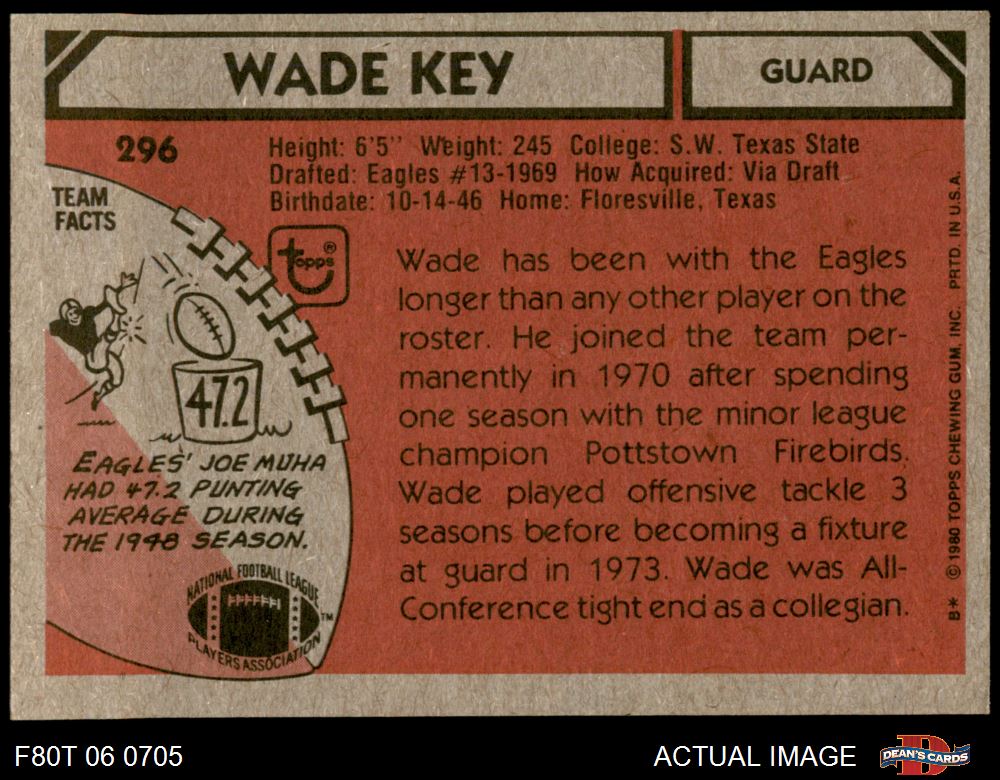 WADE KEY
GUARD
296
Height: 6'5'' Weight: 245 College: S.W. Texas State
Drafted: Eagles #13-1969 How Acquired: Via Draft
Birthdate: 10-14-46 Home: Floresville, Texas
TEAM
FACTS
topps®
47.2
EAGLES' JOE MUHA
HAD 47.2 PUNTING
AVERAGE DURING
THE 1948 SEASON.
NATIONAL FOOTBALL LEAGUE
PLAYERS ASSOCIATION
TM
Wade has been with the Eagles
longer than any other player on the
roster. He joined the team per-
manently in 1970 after spending
one season with the minor league
champion Pottstown Firebirds.
Wade played offensive tackle 3
seasons before becoming a fixture
at guard in 1973. Wade was All-
Conference tight end as a collegian.
B* © 1980 TOPPS CHEWING GUM, INC. PRTD. IN U.S.A.
F80T 06 0705
ACTUAL IMAGE
DEAN'S CARDS